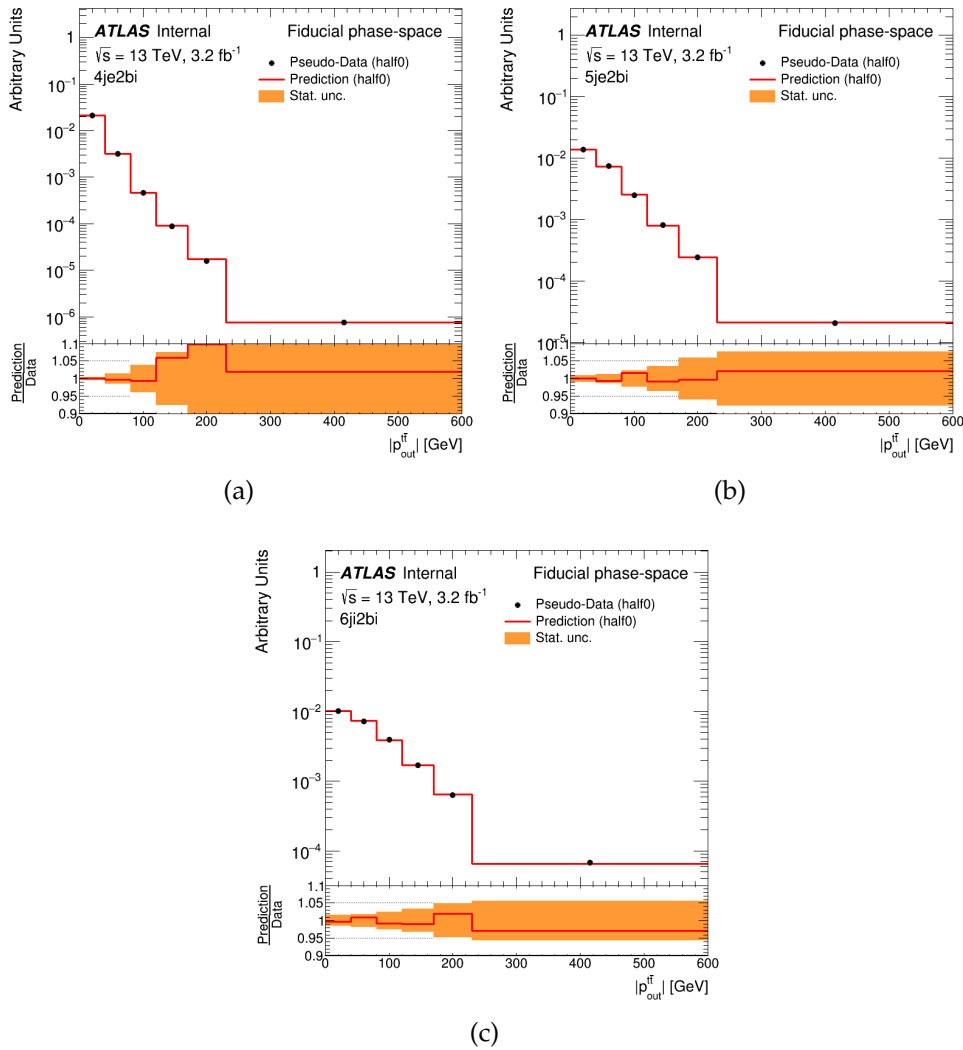 Arbitrary Units
ATLAS Internal
Fiducial phase-space
√s = 13 TeV, 3.2 fb⁻¹
4je2bi
Pseudo-Data (half0)
Prediction (half0)
Stat. unc.
1
10⁻¹
10⁻²
10⁻³
10⁻⁴
10⁻⁵
10⁻⁶
Prediction
Data
1.1
1.05
1
0.95
0.9
0 100 200 300 400 500 600
|p_out^tt̄| [GeV]
(a)
Arbitrary Units
ATLAS Internal
Fiducial phase-space
√s = 13 TeV, 3.2 fb⁻¹
5je2bi
Pseudo-Data (half0)
Prediction (half0)
Stat. unc.
1
10⁻¹
10⁻²
10⁻³
10⁻⁴
10⁻⁵
Prediction
Data
1.1
1.05
1
0.95
0.9
0 100 200 300 400 500 600
|p_out^tt̄| [GeV]
(b)
Arbitrary Units
ATLAS Internal
Fiducial phase-space
√s = 13 TeV, 3.2 fb⁻¹
6ji2bi
Pseudo-Data (half0)
Prediction (half0)
Stat. unc.
1
10⁻¹
10⁻²
10⁻³
10⁻⁴
Prediction
Data
1.1
1.05
1
0.95
0.9
0 100 200 300 400 500 600
|p_out^tt̄| [GeV]
(c)